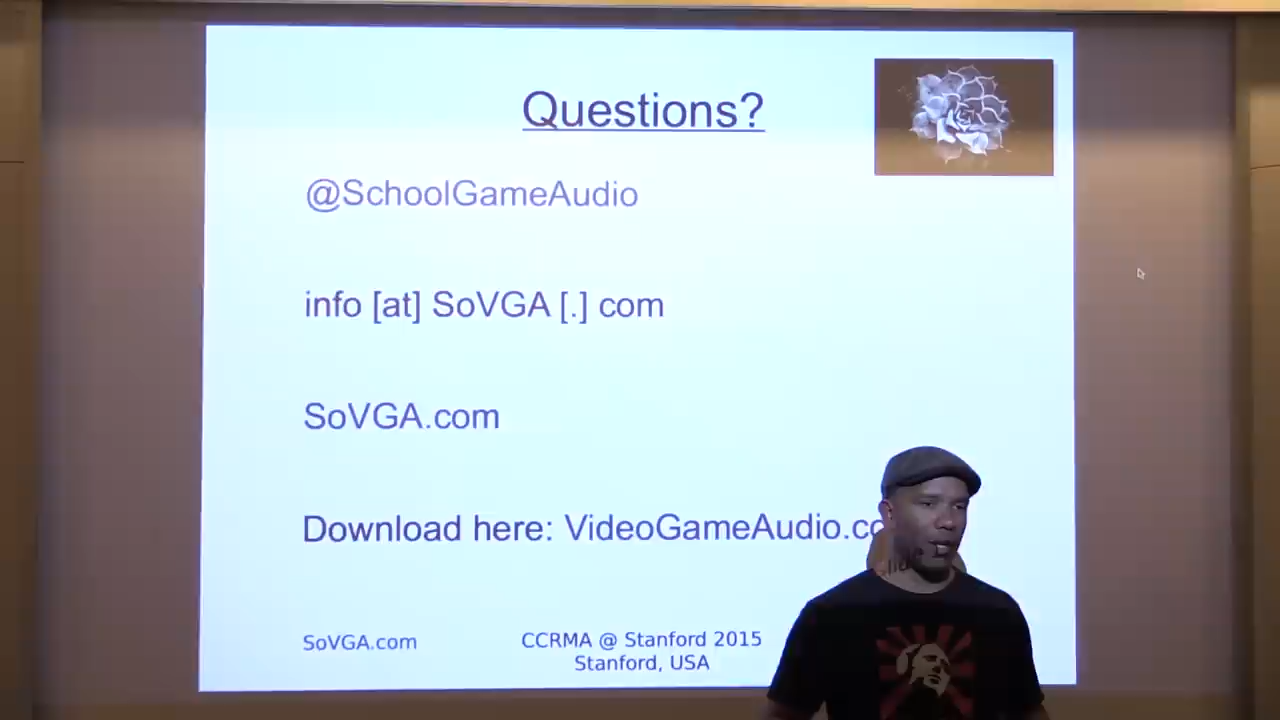 Questions?
@SchoolGameAudio
info [at] SoVGA [.] com
SoVGA.com
Download here: VideoGameAudio.co
SoVGA.com
CCRMA @ Stanford 2015
Stanford, USA